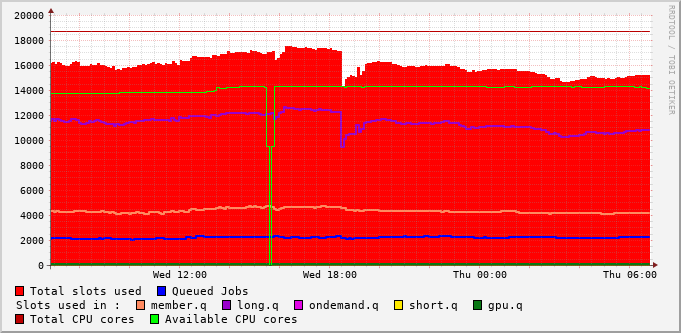 20000
18000
16000
14000
12000
10000
8000
6000
4000
2000
0
Wed 12:00 Wed 18:00 Thu 00:00 Thu 06:00
RRDTOOL / TOBI OETIKER
Total slots used Queued Jobs
Slots used in : member.q long.q ondemand.q short.q gpu.q
Total CPU cores Available CPU cores